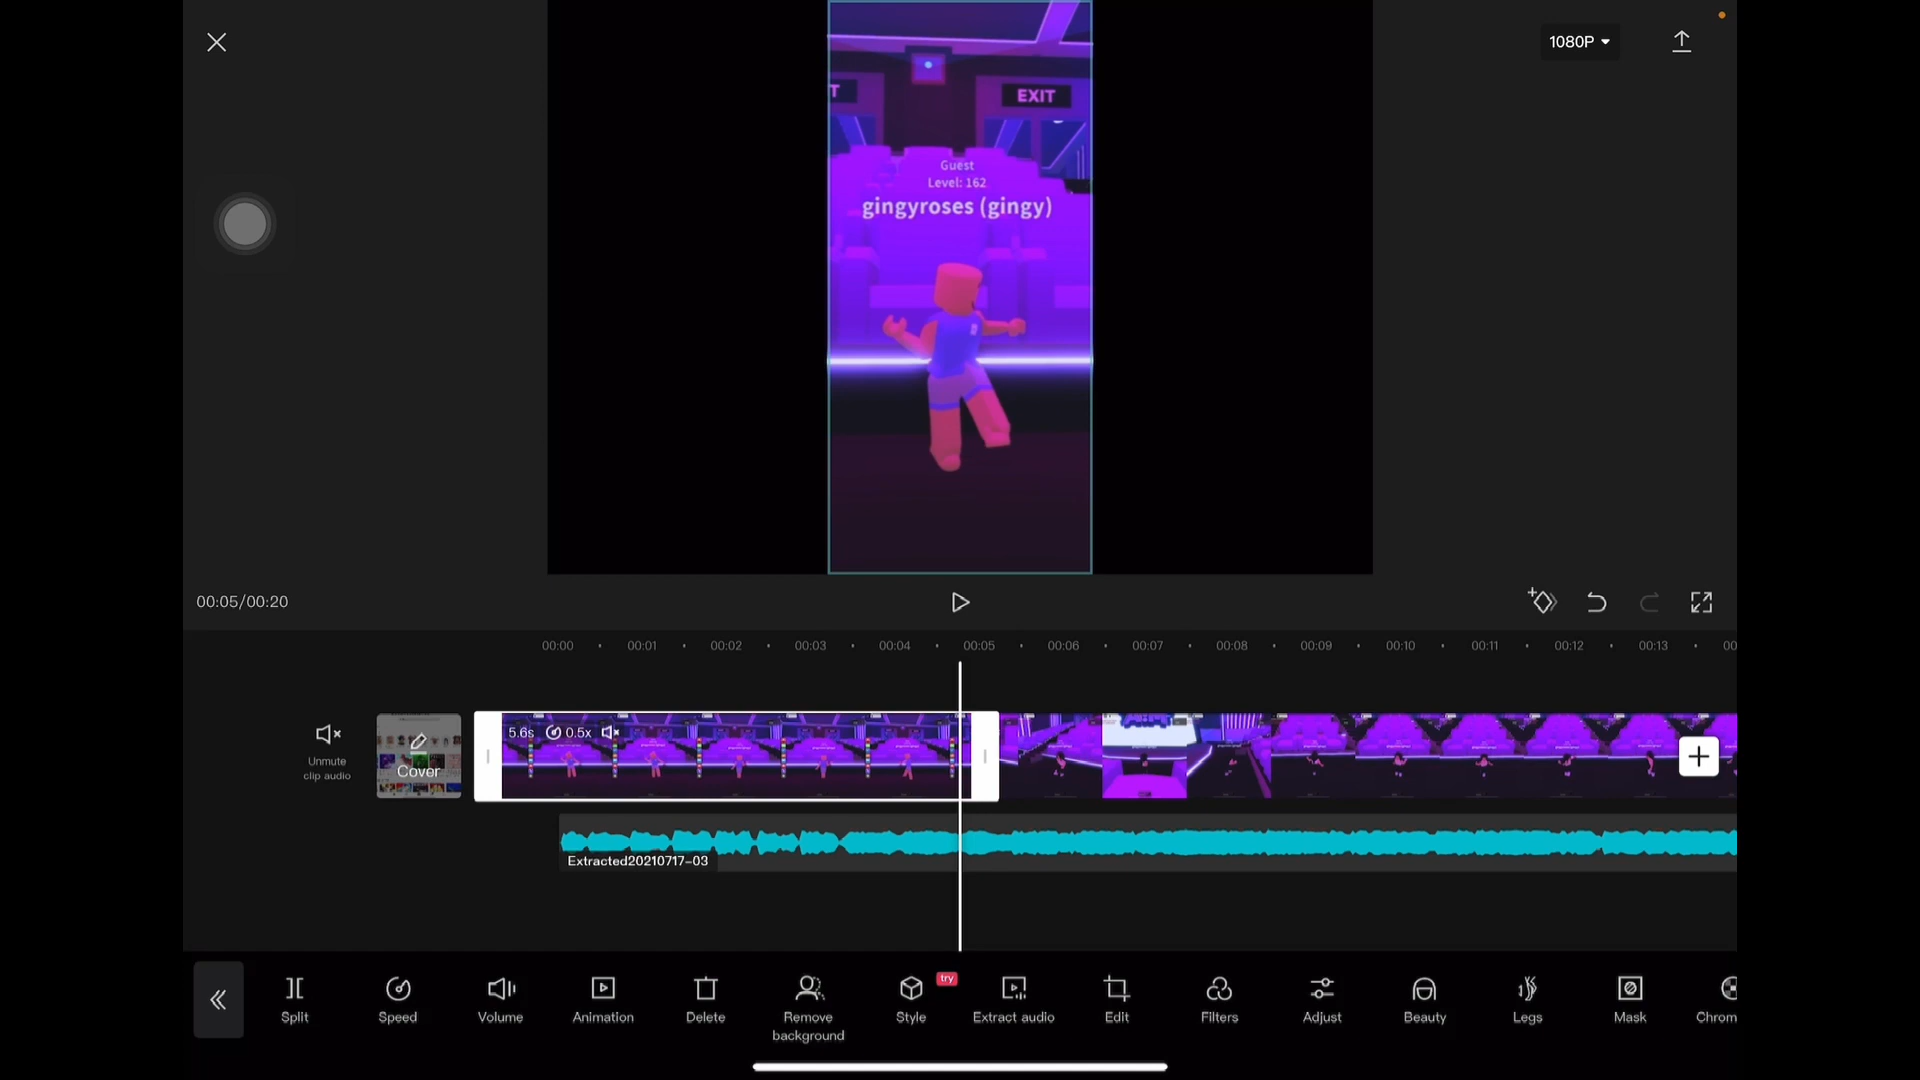 1080P
T
EXIT
Guest
Level: 162
gingyroses (gingy)
00:05/00:20
00:00
00:01
00:02
00:03
00:04
00:05
00:06
00:07
00:08
00:09
00:10
00:11
00:12
00:13
00
Unmute
clip audio
Cover
5.6s
0.5x
Extracted20210717-03
Split
Speed
Volume
Animation
Delete
Remove
background
Style
try
Extract audio
Edit
Filters
Adjust
Beauty
Legs
Mask
Chrom